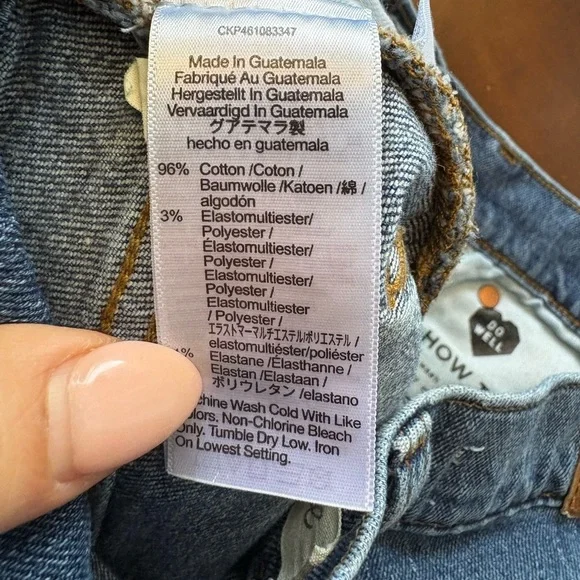 CKP461083347
Made In Guatemala
Fabriqué Au Guatemala
Hergestellt In Guatemala
Vervaardigd In Guatemala
グアテマラ製
hecho en guatemala
96% Cotton /Coton /
Baumwolle /Katoen /綿 /
algodón
3% Elastomultiester/
Polyester /
Élastomultiester/
Polyester /
Elastomultiester/
Polyester /
Elastomultiester
/ Polyester /
エラストマーマルチエステル/ポリエステル /
elastomultiéster/poliéster
1% Elastane /Élasthanne /
Elastan /Elastaan /
ポリウレタン /elastano
chine Wash Cold With Like
olors. Non-Chlorine Bleach
Only. Tumble Dry Low. Iron
On Lowest Setting.
DO
WELL
HOW